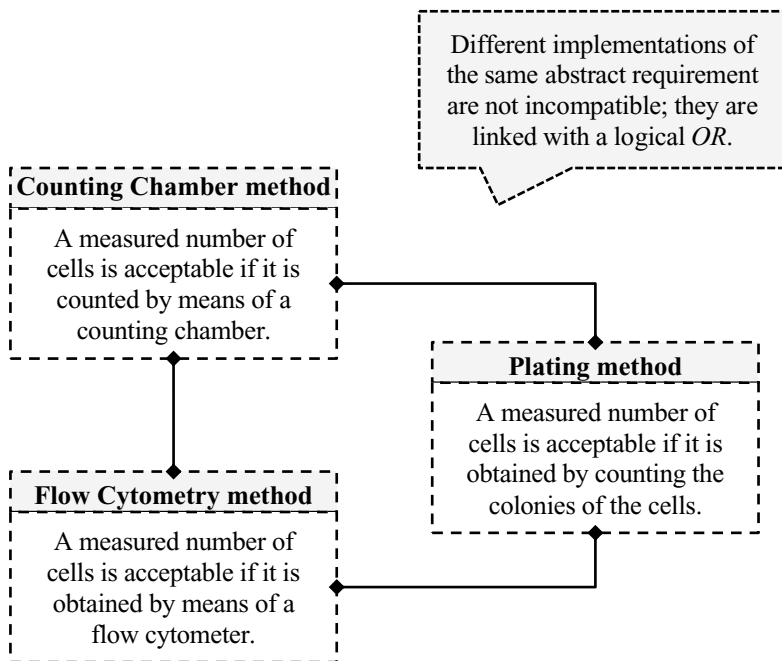 Different implementations of
the same abstract requirement
are not incompatible; they are
linked with a logical OR.
Counting Chamber method
A measured number of
cells is acceptable if it is
counted by means of a
counting chamber.
Plating method
A measured number of
cells is acceptable if it is
obtained by counting the
colonies of the cells.
Flow Cytometry method
A measured number of
cells is acceptable if it is
obtained by means of a
flow cytometer.